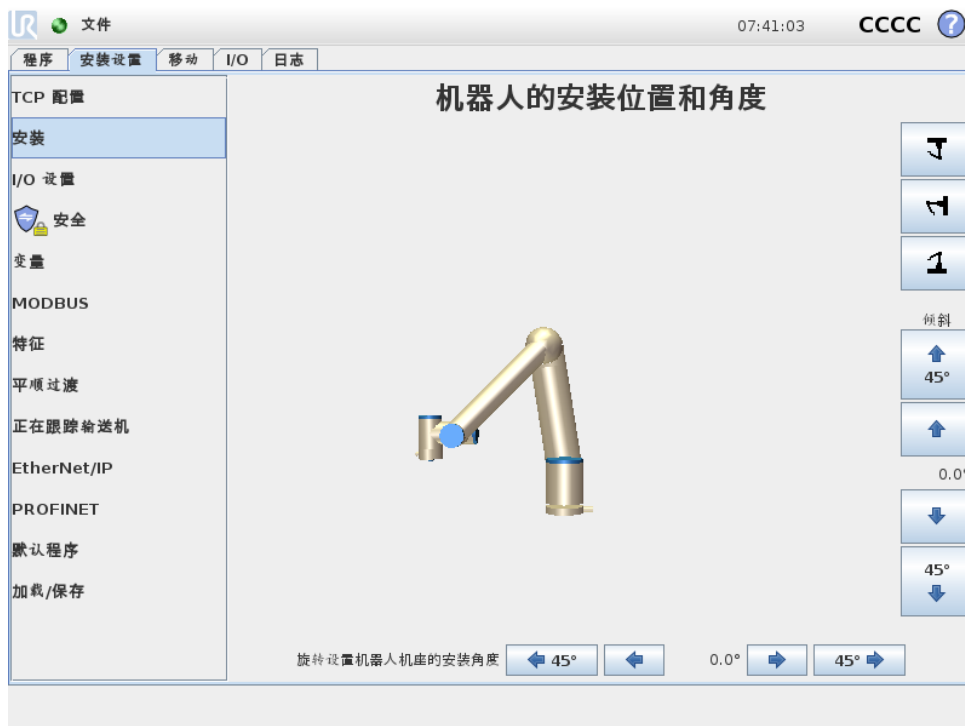 UR 文件 07:41:03 CCCC ?
程序 安装设置 移动 I/O 日志
TCP 配置
机器人的安装位置和角度
安装
I/O 设置
安全
变量
MODBUS
特征
平顺过渡
正在跟踪输送机
EtherNet/IP
PROFINET
默认程序
加载/保存
倾斜
45°
0.0°
45°
旋转设置机器人机座的安装角度 45° 0.0° 45°